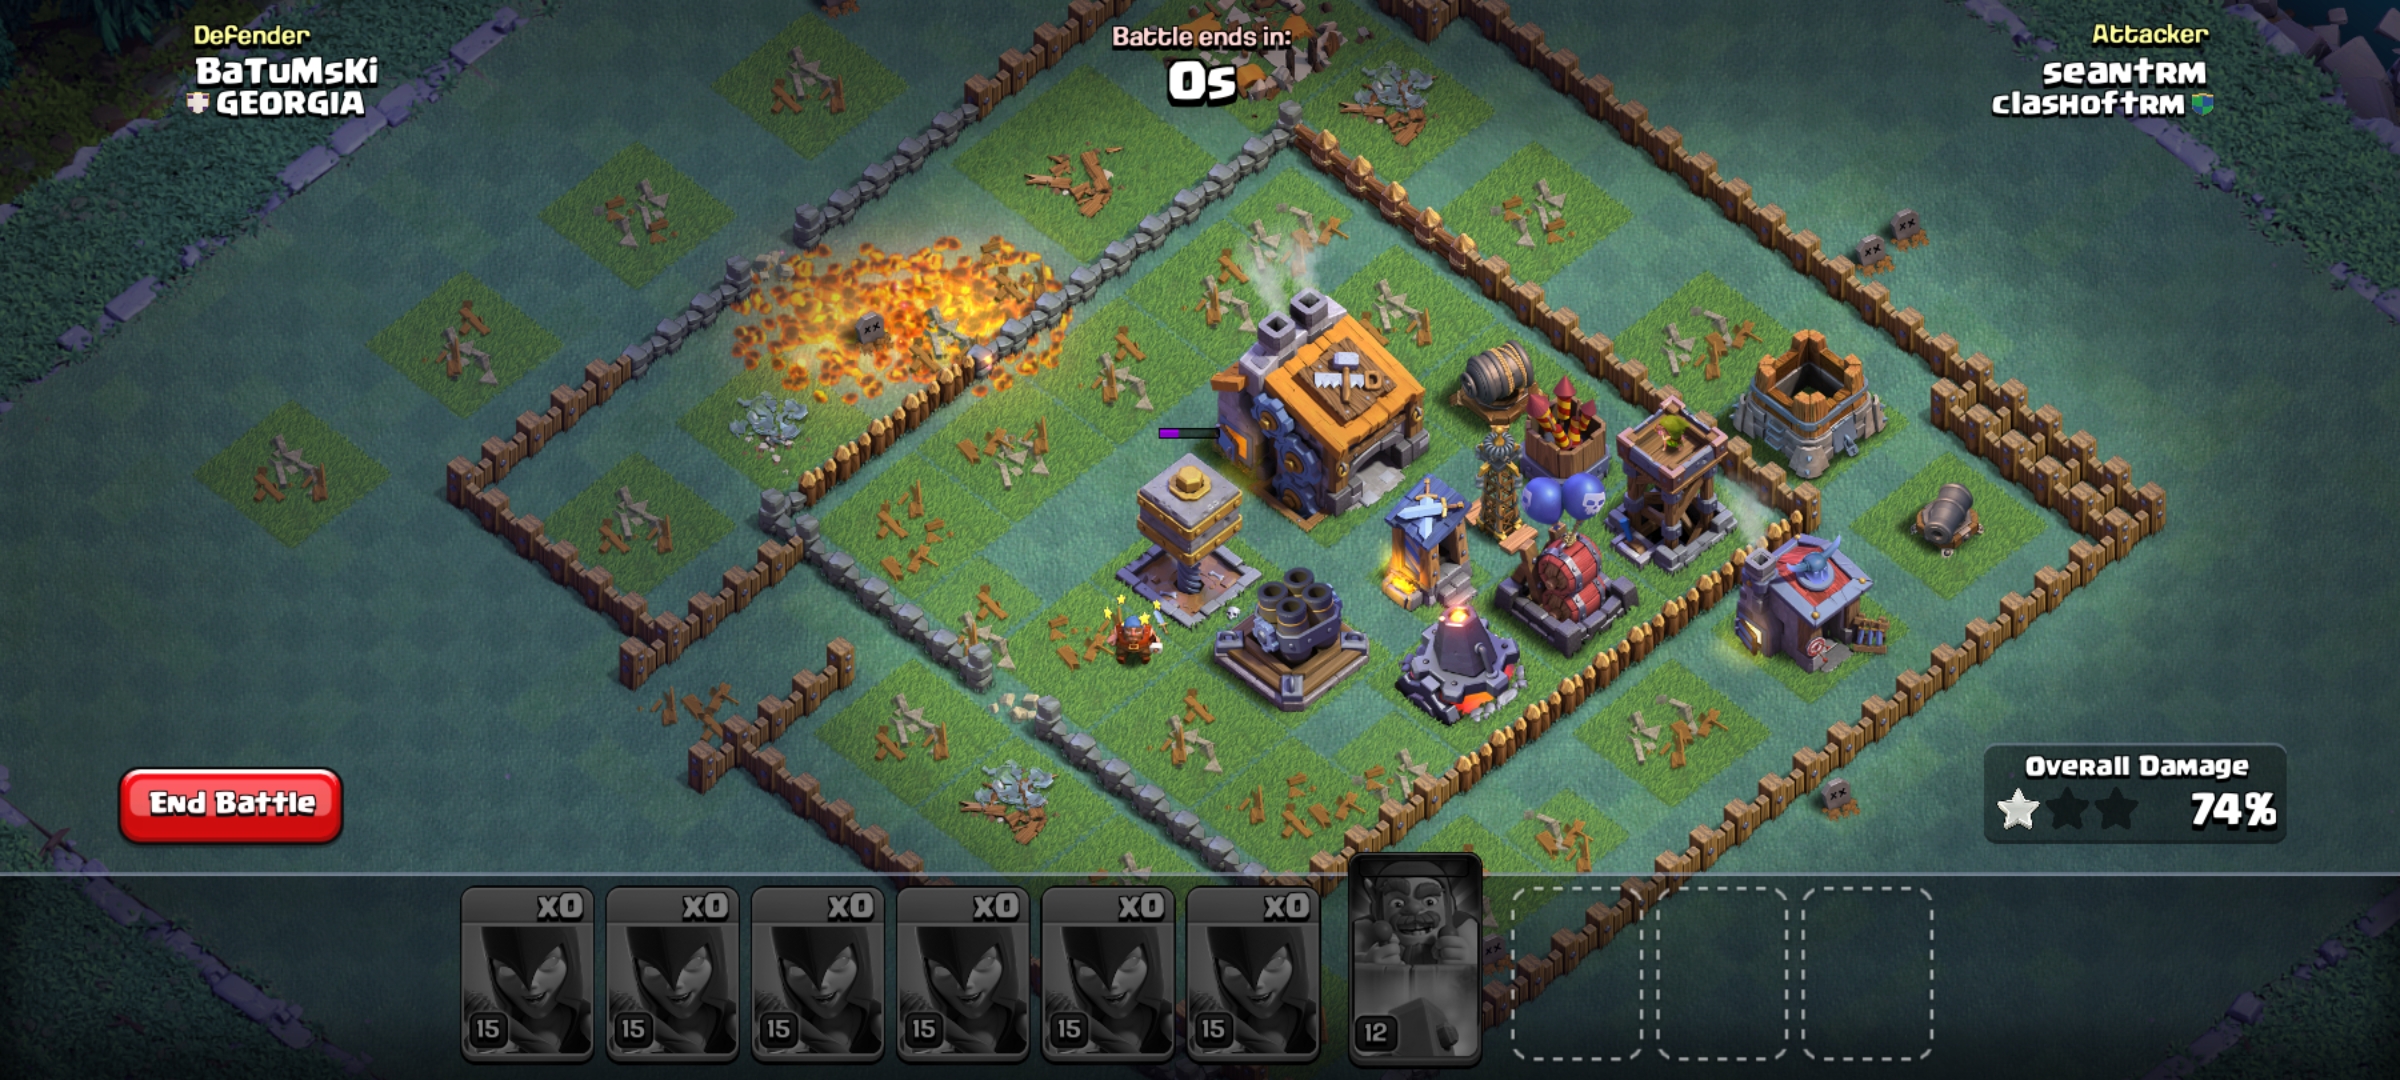 Defender
BaTuMsKi
GEORGIA
Battle ends in:
0s
Attacker
seantRM
clashoftRM
End Battle
Overall Damage
74%
x0 x0 x0 x0 x0 x0
15 15 15 15 15 15 12